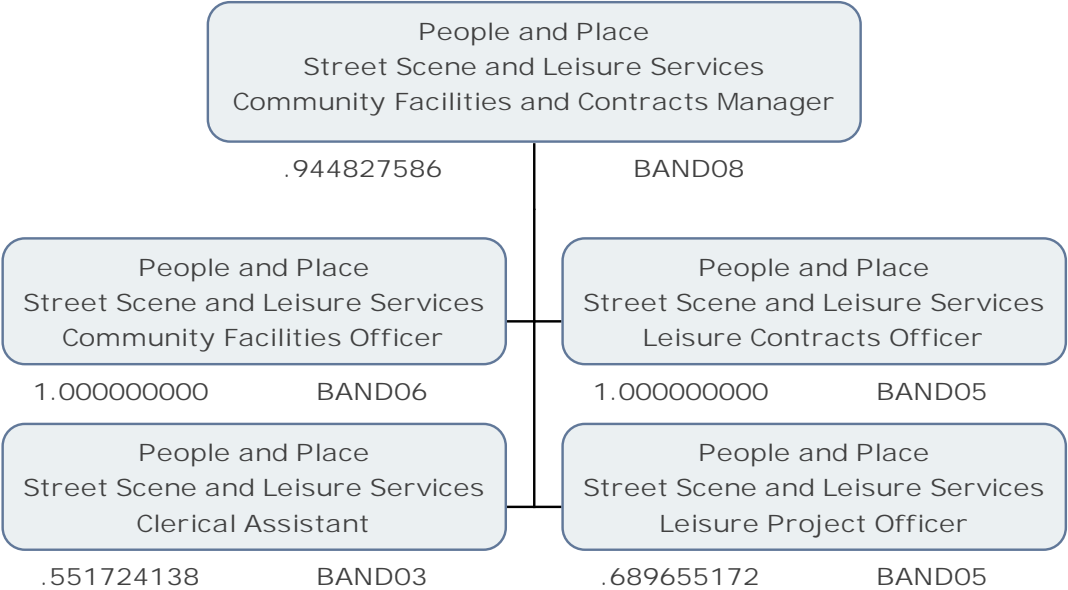 People and Place
Street Scene and Leisure Services
Community Facilities and Contracts Manager
.944827586 BAND08
People and Place
Street Scene and Leisure Services
Community Facilities Officer
1.000000000 BAND06
People and Place
Street Scene and Leisure Services
Leisure Contracts Officer
1.000000000 BAND05
People and Place
Street Scene and Leisure Services
Clerical Assistant
.551724138 BAND03
People and Place
Street Scene and Leisure Services
Leisure Project Officer
.689655172 BAND05